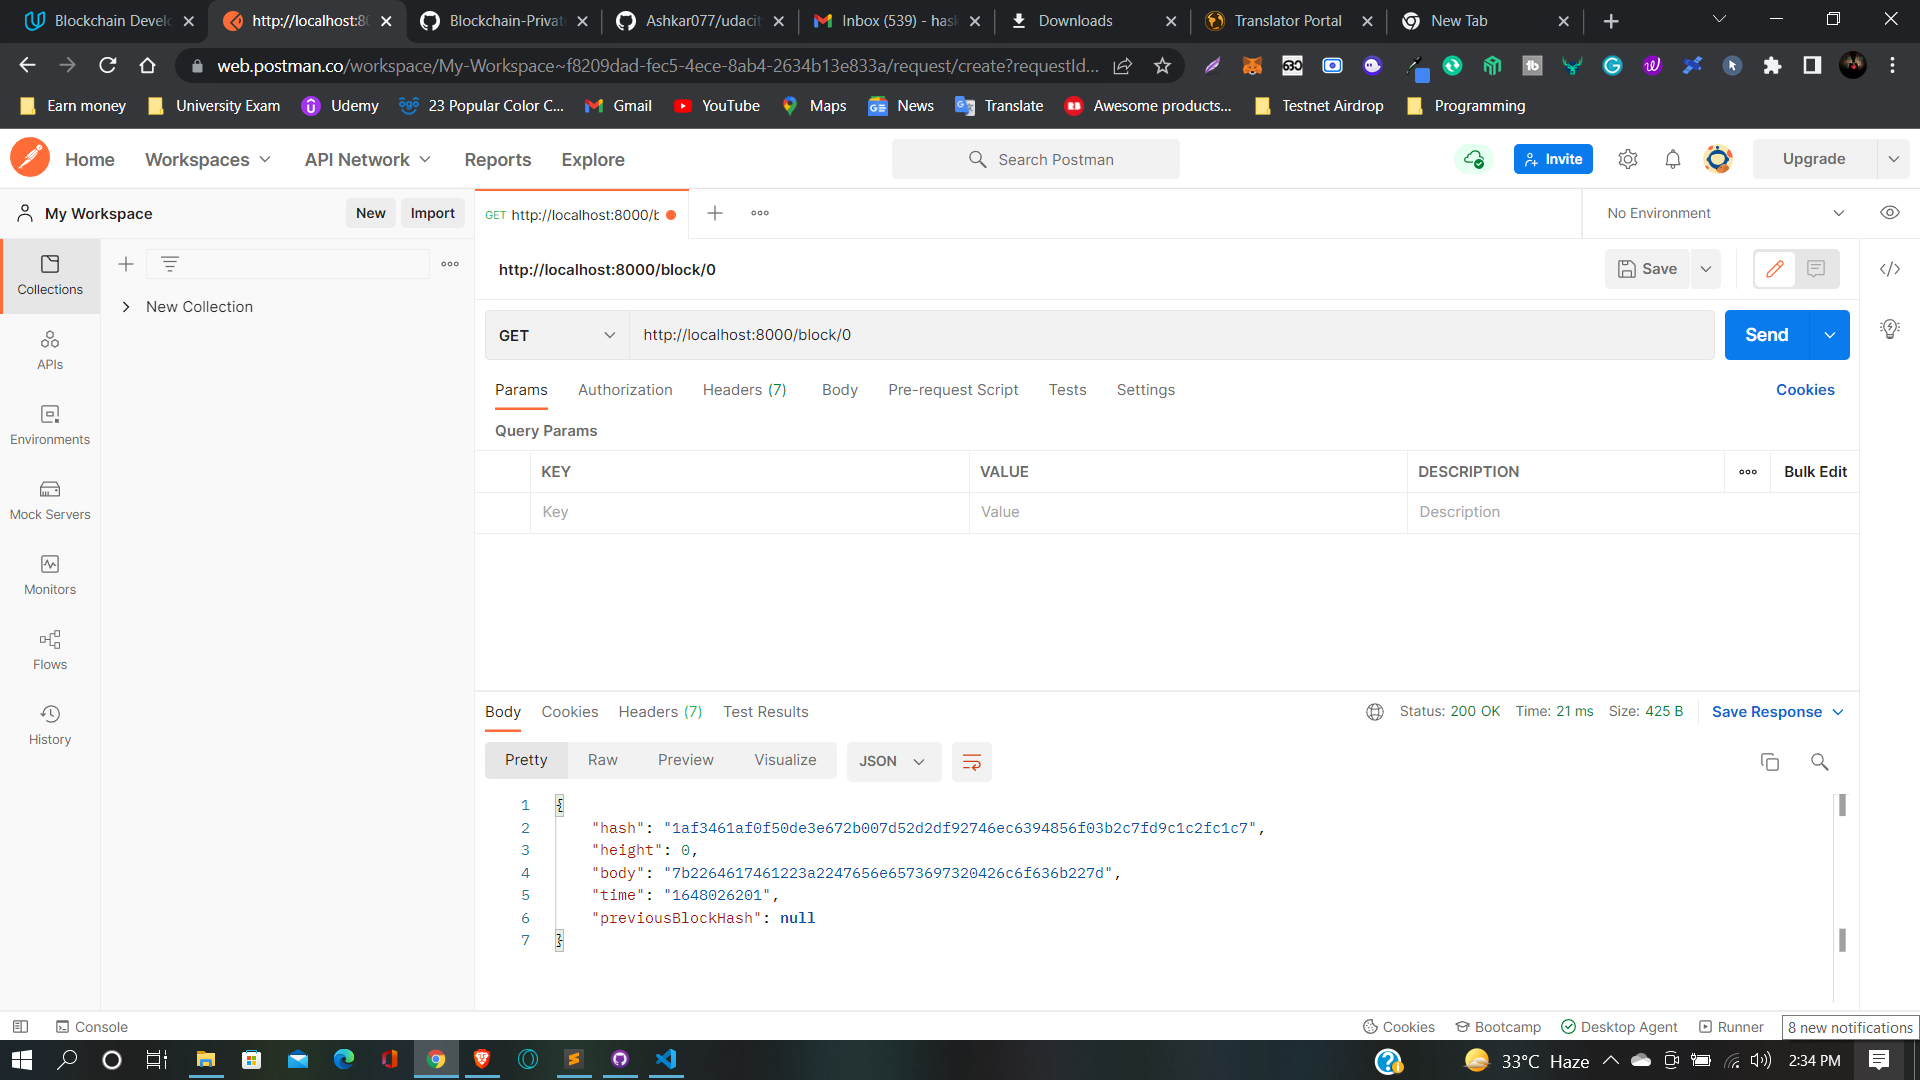 Blockchain Develo
http://localhost:80
Blockchain-Private
Ashkar077/udacit
Inbox (539) - hask
Downloads
Translator Portal
New Tab
web.postman.co/workspace/My-Workspace~f8209dad-fec5-4ece-8ab4-2634b13e833a/request/create?requestId...
Earn money
University Exam
Udemy
23 Popular Color C...
Gmail
YouTube
Maps
News
Translate
Awesome products...
Testnet Airdrop
Programming
Home
Workspaces
API Network
Reports
Explore
Search Postman
Invite
Upgrade
My Workspace
New
Import
GET http://localhost:8000/b
No Environment
Collections
APIs
Environments
Mock Servers
Monitors
Flows
History
New Collection
http://localhost:8000/block/0
Save
GET
http://localhost:8000/block/0
Send
Params
Authorization
Headers (7)
Body
Pre-request Script
Tests
Settings
Cookies
Query Params
KEY
VALUE
DESCRIPTION
Bulk Edit
Key
Value
Description
Body
Cookies
Headers (7)
Test Results
Status: 200 OK
Time: 21 ms
Size: 425 B
Save Response
Pretty
Raw
Preview
Visualize
JSON
1 {
2 "hash": "1af3461af0f50de3e672b007d52d2df92746ec6394856f03b2c7fd9c1c2fc1c7",
3 "height": 0,
4 "body": "7b2264617461223a2247656e6573697320426c6f636b227d",
5 "time": "1648026201",
6 "previousBlockHash": null
7 }
Console
Cookies
Bootcamp
Desktop Agent
Runner
8 new notifications
33°C Haze
2:34 PM